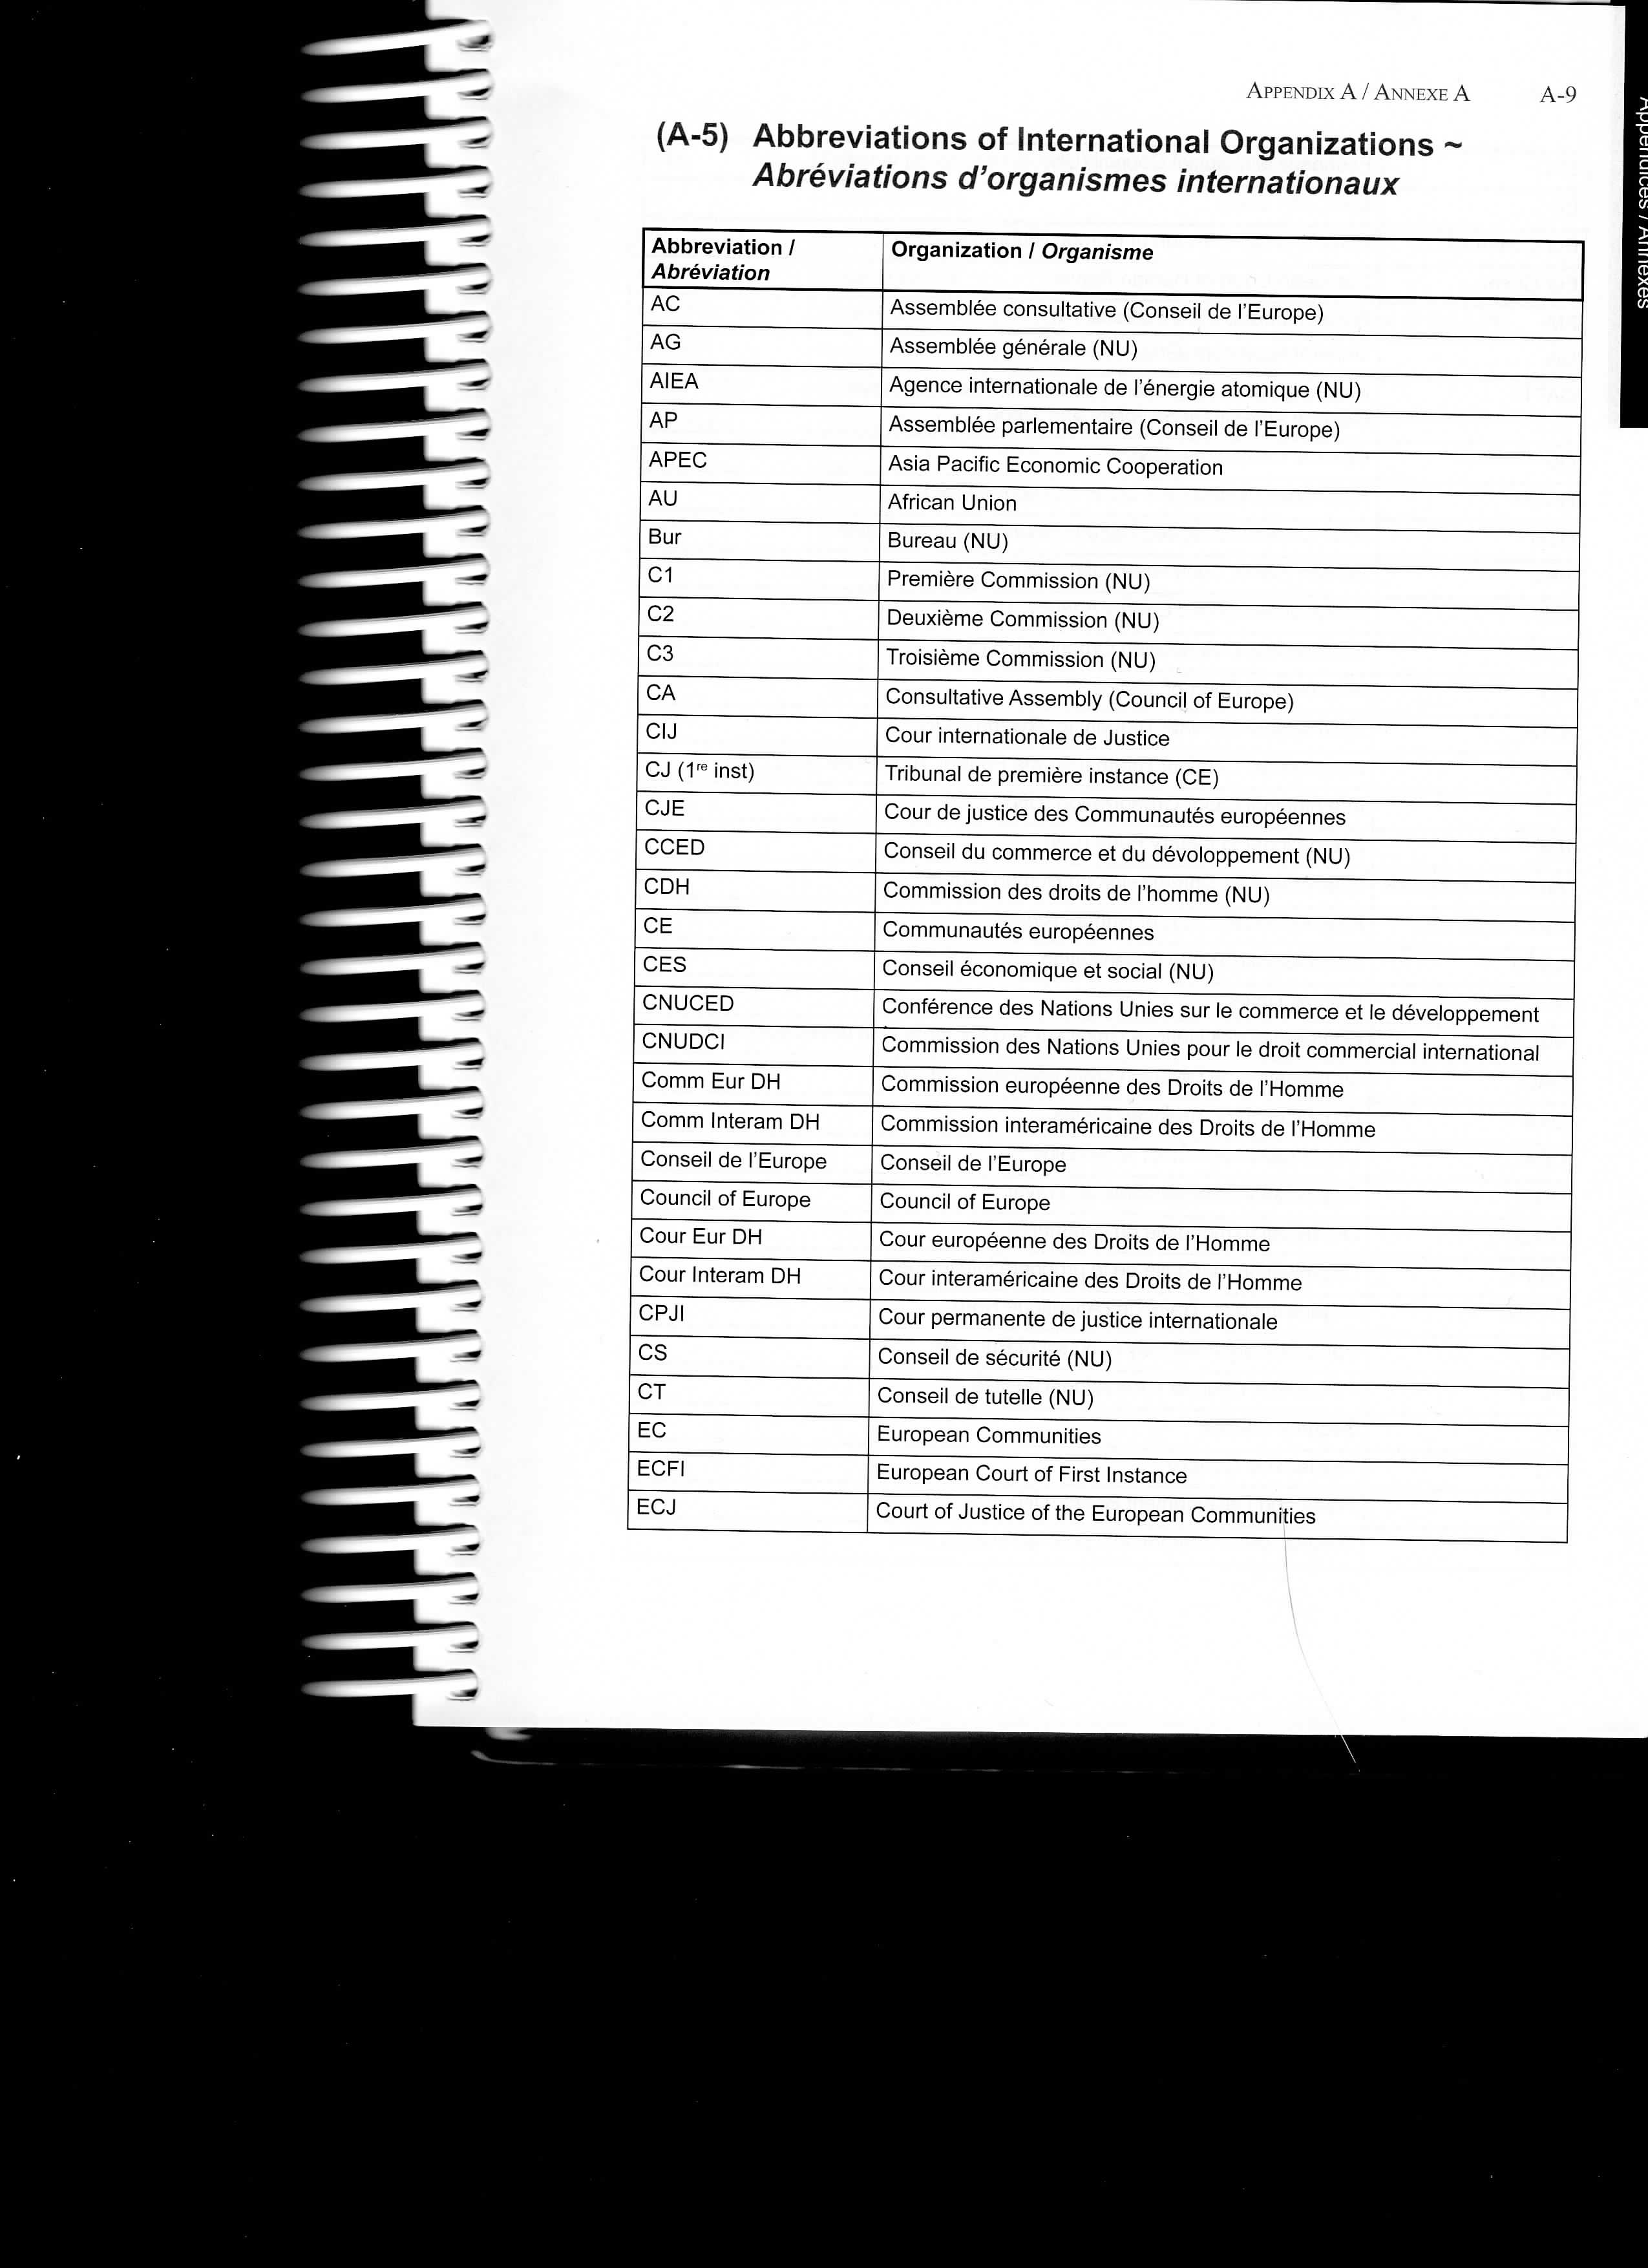 APPENDIX A / ANNEXE A A-9
Appendices / Annexes
(A-5) Abbreviations of International Organizations ~
Abréviations d'organismes internationaux
Abbreviation / Organization / Organisme
Abréviation
AC Assemblée consultative (Conseil de l'Europe)
AG Assemblée générale (NU)
AIEA Agence internationale de l'énergie atomique (NU)
AP Assemblée parlementaire (Conseil de l'Europe)
APEC Asia Pacific Economic Cooperation
AU African Union
Bur Bureau (NU)
C1 Première Commission (NU)
C2 Deuxième Commission (NU)
C3 Troisième Commission (NU)
CA Consultative Assembly (Council of Europe)
CIJ Cour internationale de Justice
CJ (1re inst) Tribunal de première instance (CE)
CJE Cour de justice des Communautés européennes
CCED Conseil du commerce et du dévoloppement (NU)
CDH Commission des droits de l'homme (NU)
CE Communautés européennes
CES Conseil économique et social (NU)
CNUCED Conférence des Nations Unies sur le commerce et le développement
CNUDCI Commission des Nations Unies pour le droit commercial international
Comm Eur DH Commission européenne des Droits de l'Homme
Comm Interam DH Commission interaméricaine des Droits de l'Homme
Conseil de l'Europe Conseil de l'Europe
Council of Europe Council of Europe
Cour Eur DH Cour européenne des Droits de l'Homme
Cour Interam DH Cour interaméricaine des Droits de l'Homme
CPJI Cour permanente de justice internationale
CS Conseil de sécurité (NU)
CT Conseil de tutelle (NU)
EC European Communities
ECFI European Court of First Instance
ECJ Court of Justice of the European Communities